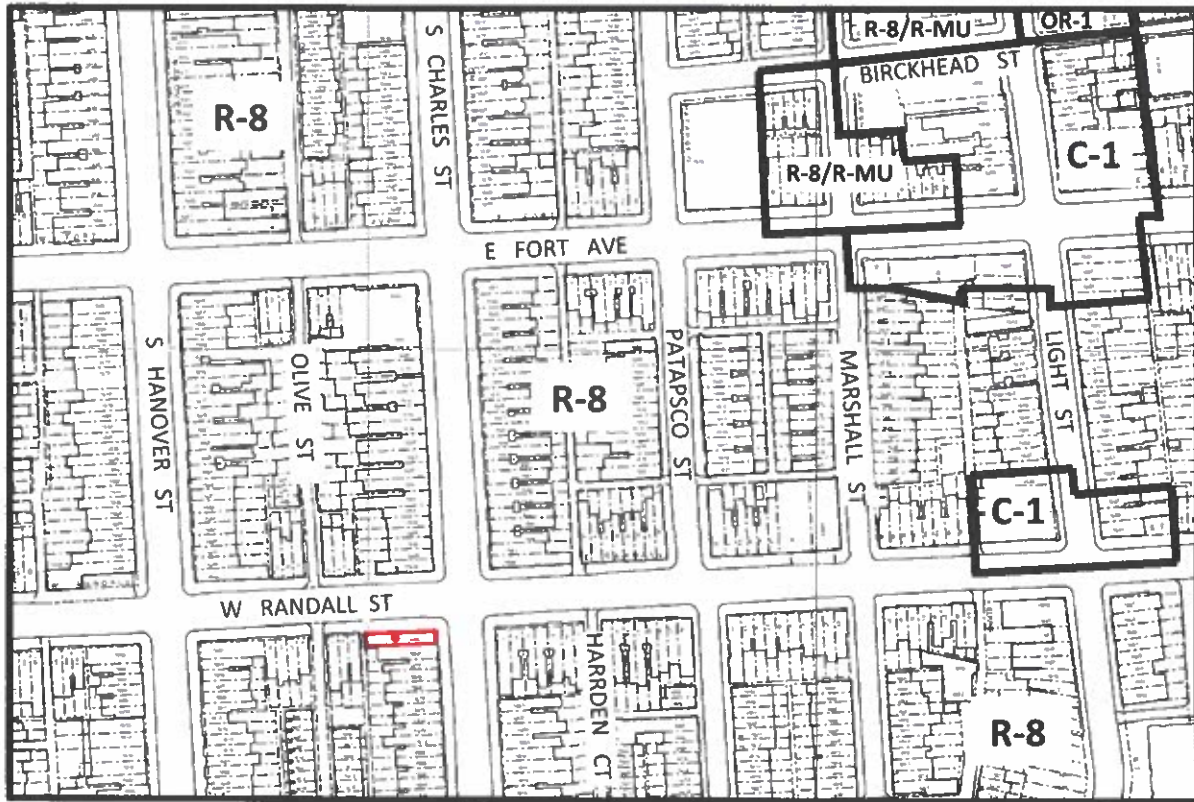 R-8/R-MU
OR-1
S CHARLES ST
BIRCKHEAD ST
R-8
C-1
R-8/R-MU
E FORT AVE
S HANOVER ST
OLIVE ST
R-8
PATAPSCO ST
MARSHALL ST
LIGHT ST
C-1
W RANDALL ST
HARRDEN CT
R-8